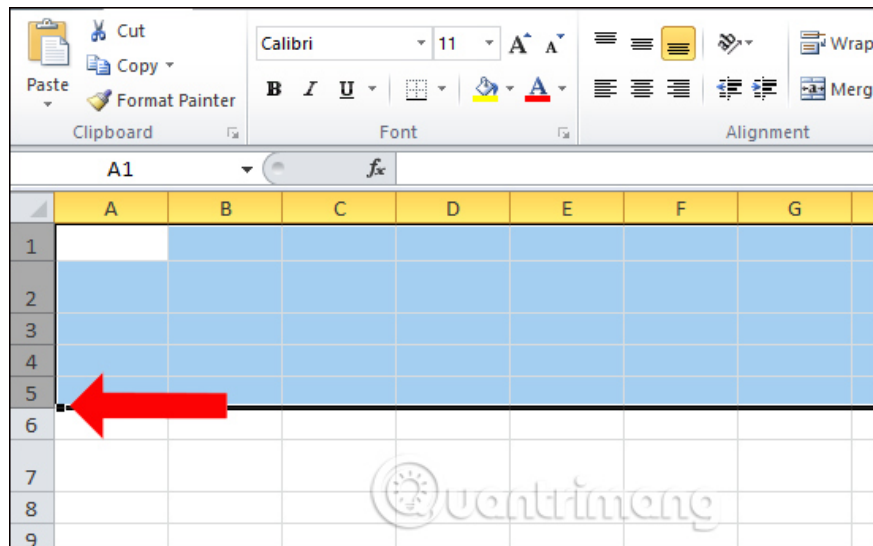 Cut
Calibri 11 A A Wrap
Copy
Paste B I U A Merg
Format Painter
Clipboard Font Alignment
A1 fx
A B C D E F G
1
2
3
4
5
6
7
Quantrimang
8
9